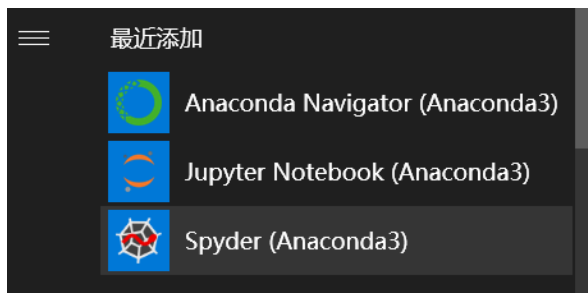 最近添加
Anaconda Navigator (Anaconda3)
Jupyter Notebook (Anaconda3)
Spyder (Anaconda3)